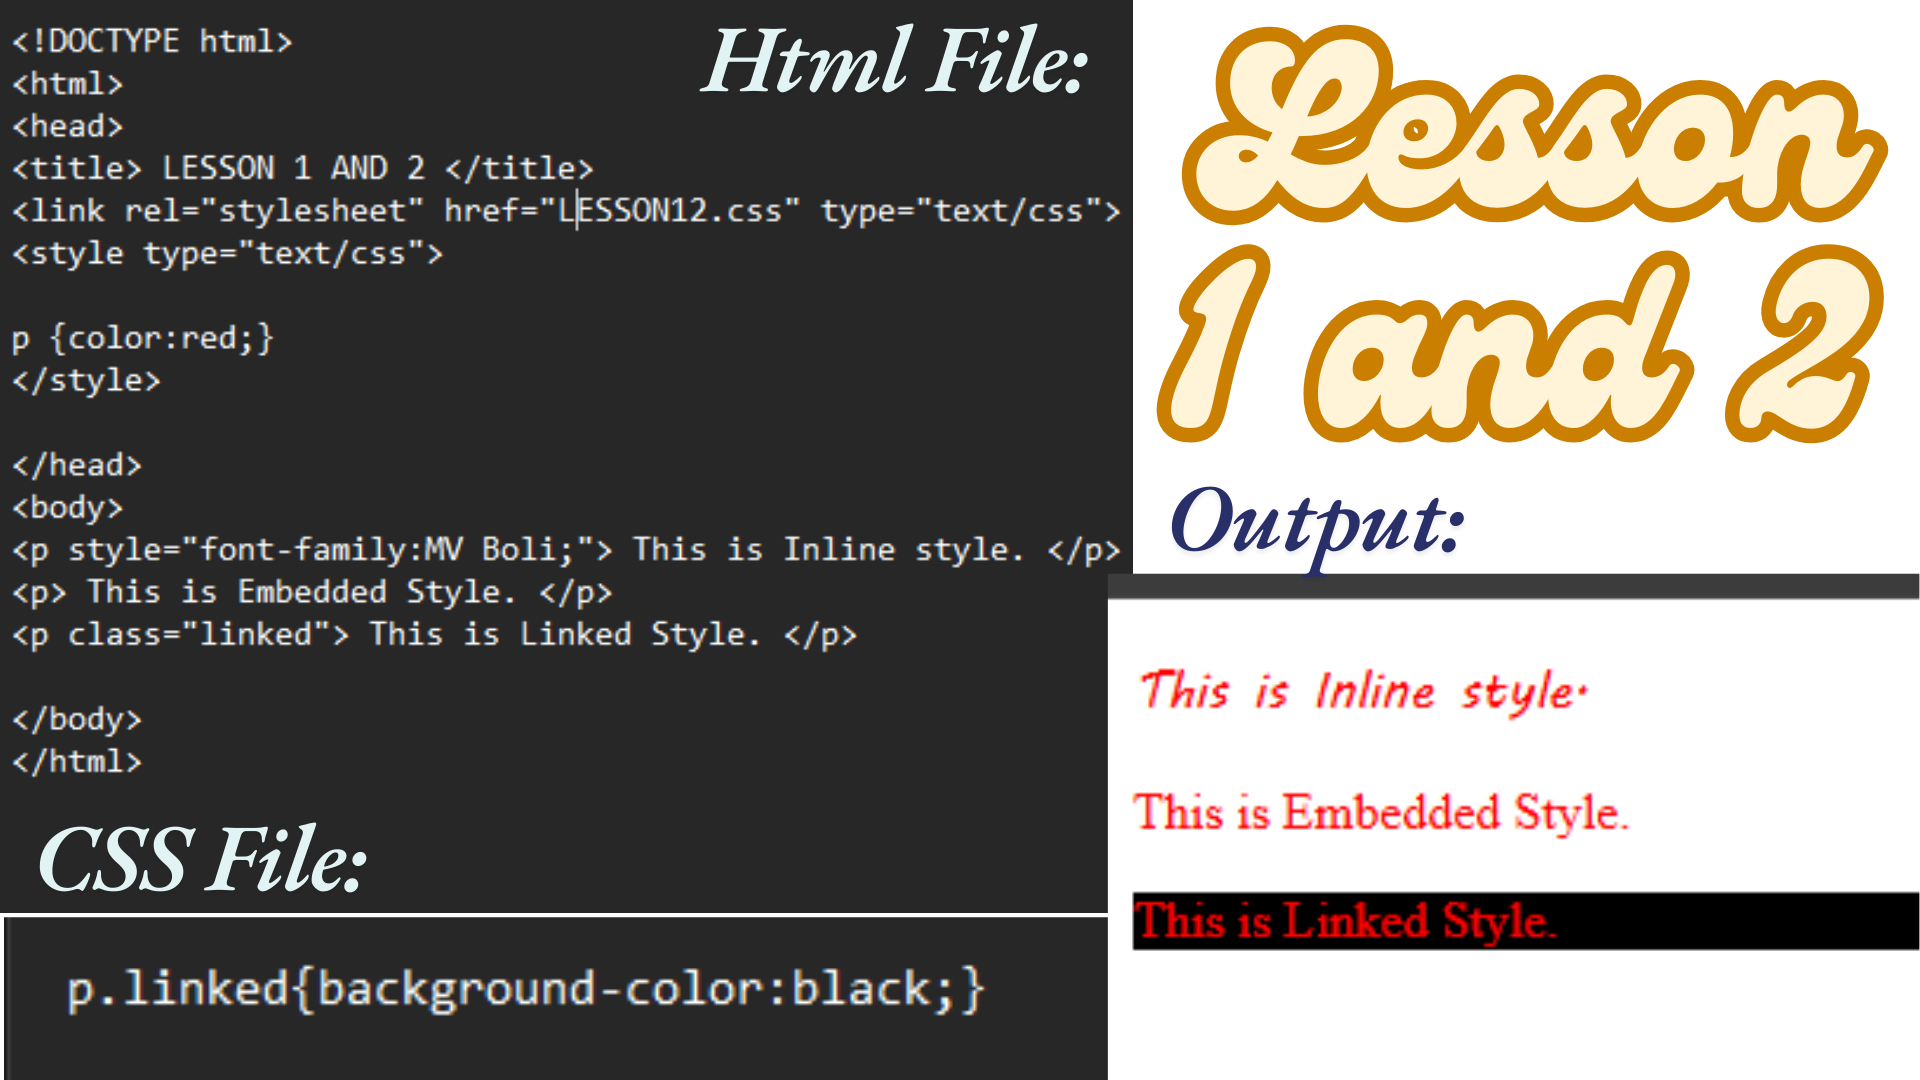 Html File:
<!DOCTYPE html>
<html>
<head>
<title> LESSON 1 AND 2 </title>
<link rel="stylesheet" href="LESSON12.css" type="text/css">
<style type="text/css">
p {color:red;}
</style>
</head>
<body>
<p style="font-family:MV Boli;"> This is Inline style. </p>
<p> This is Embedded Style. </p>
<p class="linked"> This is Linked Style. </p>
</body>
</html>
CSS File:
p.linked{background-color:black;}
Lesson
1 and 2
Output:
This is Inline style.
This is Embedded Style.
This is Linked Style.